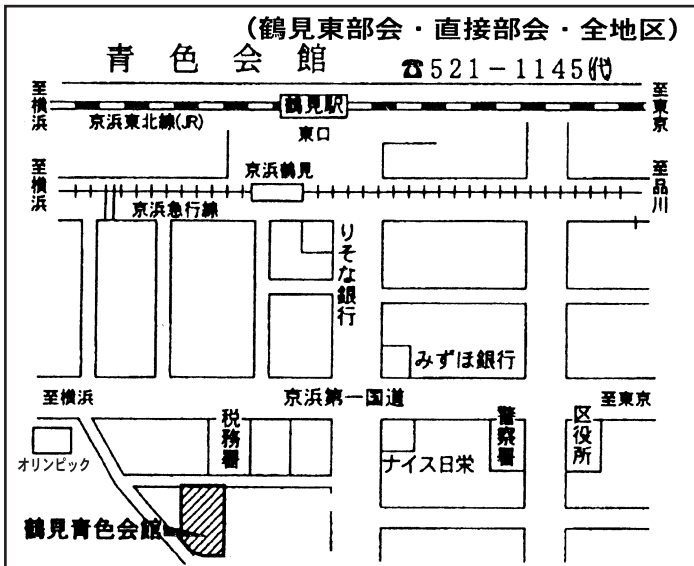 (鶴見東部会・直接部会・全地区)
青色会館 ☎521-1145㈹
至横浜
鶴見駅
至東京
京浜東北線(JR)
東口
至横浜
京浜鶴見
至品川
京浜急行線
りそな銀行
みずほ銀行
至横浜
京浜第一国道
至東京
オリンピック
税務署
ナイス日栄
警察署
区役所
鶴見青色会館